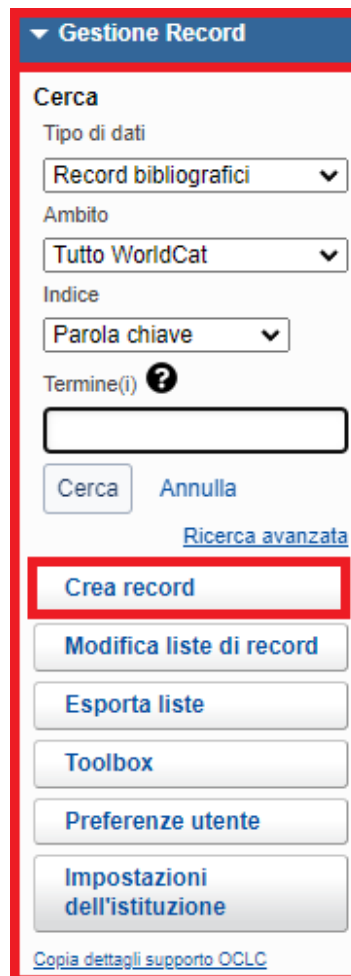 Gestione Record
Cerca
Tipo di dati
Record bibliografici
Ambito
Tutto WorldCat
Indice
Parola chiave
Termine(i) ?
Cerca Annulla
Ricerca avanzata
Crea record
Modifica liste di record
Esporta liste
Toolbox
Preferenze utente
Impostazioni
dell'istituzione
Copia dettagli supporto OCLC